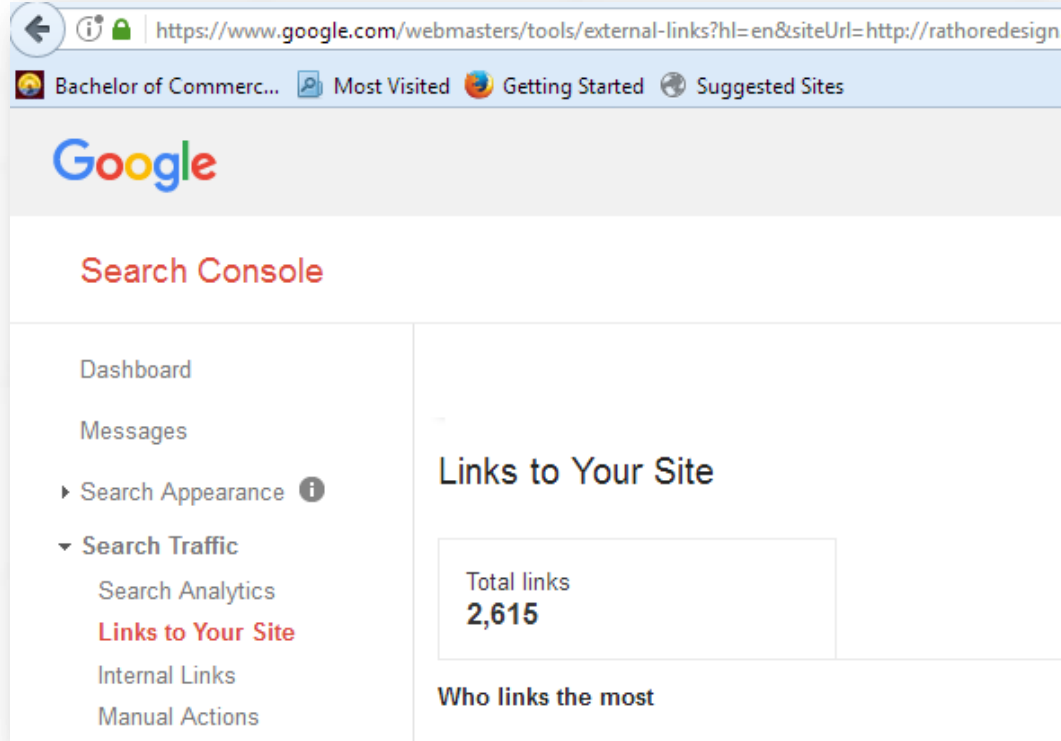 https://www.google.com/webmasters/tools/external-links?hl=en&siteUrl=http://rathoredesign
Bachelor of Commerc... Most Visited Getting Started Suggested Sites
Google
Search Console
Dashboard
Messages
Search Appearance
Search Traffic
Search Analytics
Links to Your Site
Internal Links
Manual Actions
Links to Your Site
Total links
2,615
Who links the most